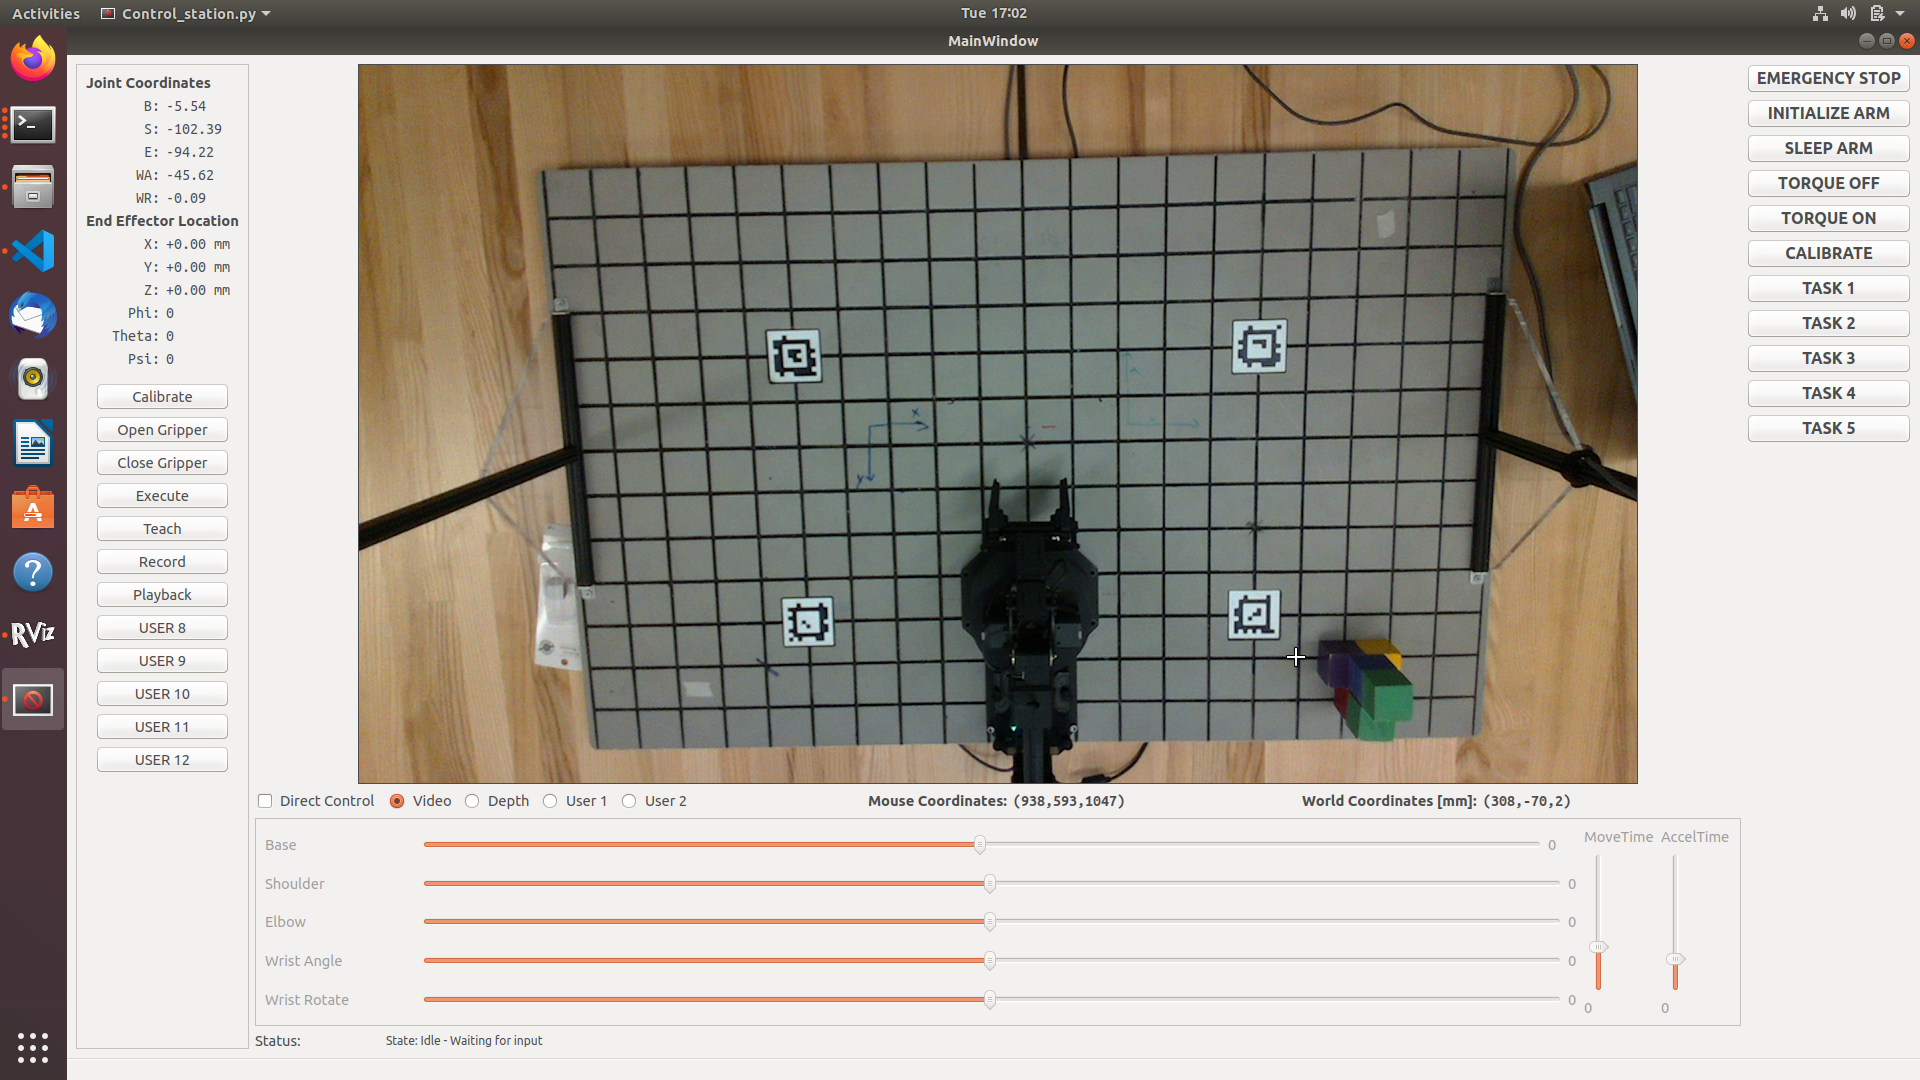 Activities
Control_station.py
Tue 17:02
MainWindow
Joint Coordinates
B: -5.54
S: -102.39
E: -94.22
WA: -45.62
WR: -0.09
End Effector Location
X: +0.00 mm
Y: +0.00 mm
Z: +0.00 mm
Phi: 0
Theta: 0
Psi: 0
Calibrate
Open Gripper
Close Gripper
Execute
Teach
Record
Playback
USER 8
USER 9
USER 10
USER 11
USER 12
RViz
x
y
EMERGENCY STOP
INITIALIZE ARM
SLEEP ARM
TORQUE OFF
TORQUE ON
CALIBRATE
TASK 1
TASK 2
TASK 3
TASK 4
TASK 5
Direct Control
Video
Depth
User 1
User 2
Mouse Coordinates: (938,593,1047)
World Coordinates [mm]: (308,-70,2)
Base 0
Shoulder 0
Elbow 0
Wrist Angle 0
Wrist Rotate 0
MoveTime AccelTime
0 0
Status: State: Idle - Waiting for input